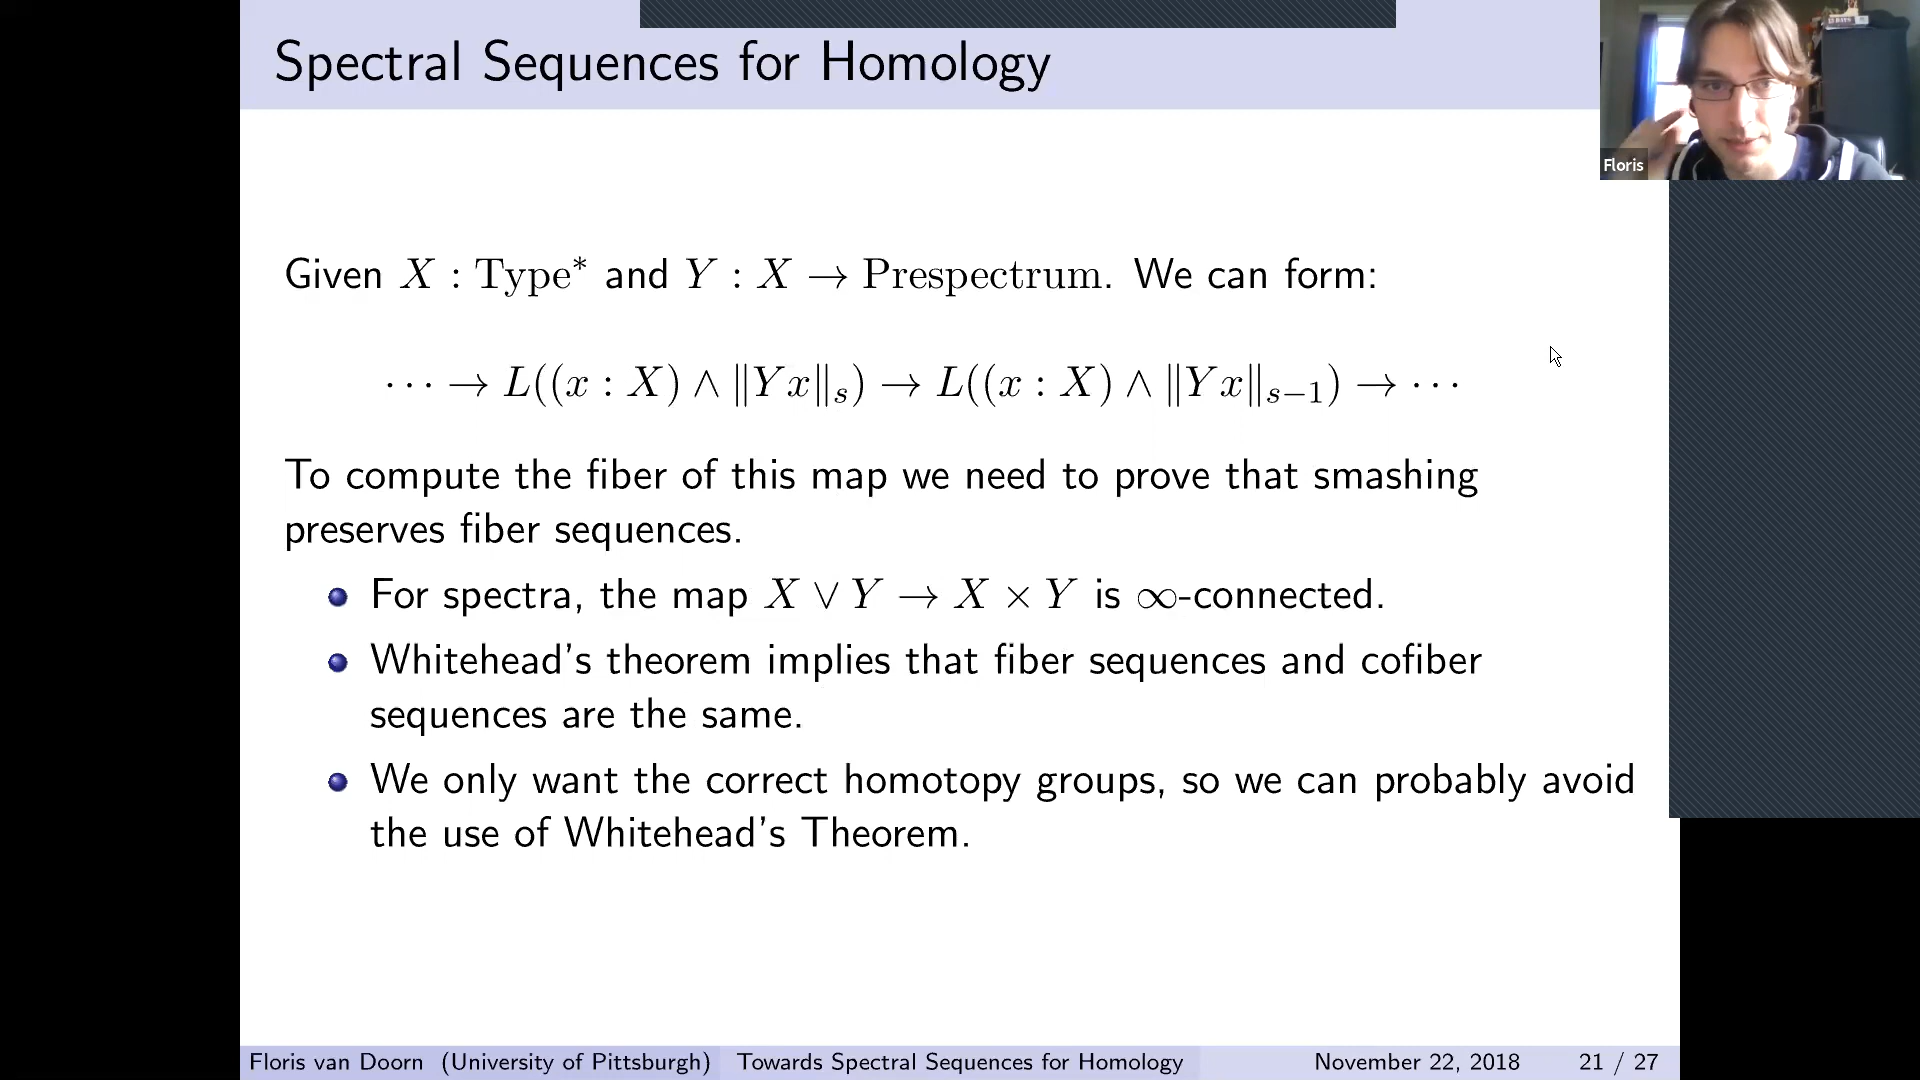 Spectral Sequences for Homology
Floris
Given X : Type* and Y : X → Prespectrum. We can form:
⋯ → L((x : X) ∧ ‖Y x‖ₛ) → L((x : X) ∧ ‖Y x‖ₛ₋₁) → ⋯
To compute the fiber of this map we need to prove that smashing
preserves fiber sequences.
For spectra, the map X ∨ Y → X × Y is ∞-connected.
Whitehead's theorem implies that fiber sequences and cofiber
sequences are the same.
We only want the correct homotopy groups, so we can probably avoid
the use of Whitehead's Theorem.
Floris van Doorn (University of Pittsburgh) Towards Spectral Sequences for Homology November 22, 2018 21 / 27